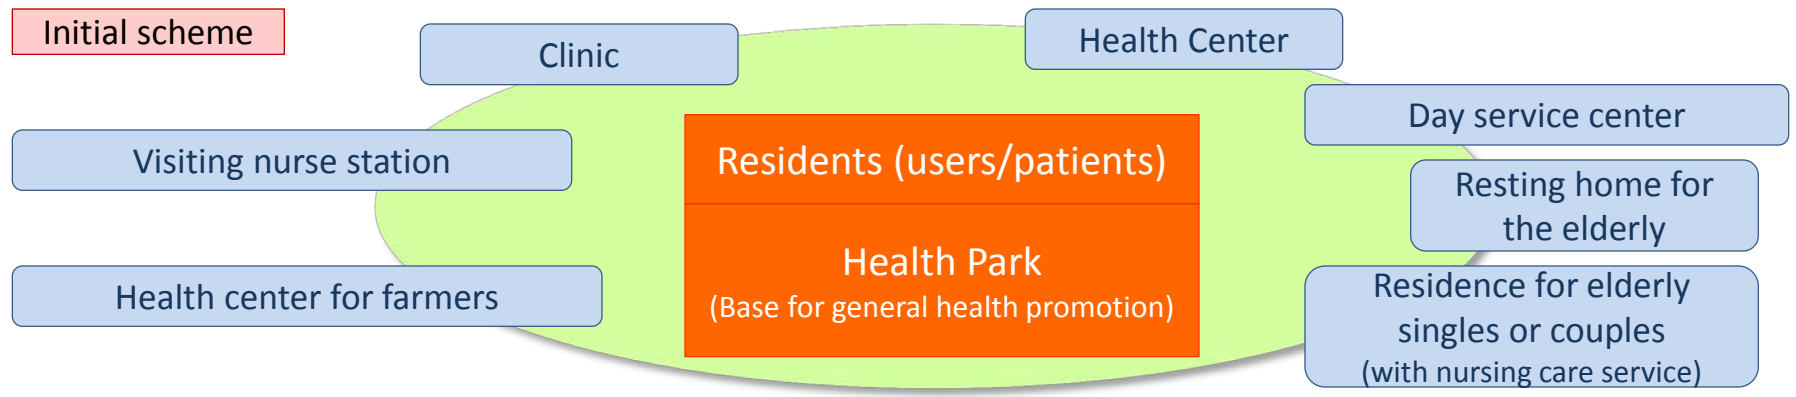 Initial scheme
Clinic
Health Center
Day service center
Visiting nurse station
Residents (users/patients)
Resting home for
the elderly
Health Park
(Base for general health promotion)
Health center for farmers
Residence for elderly
singles or couples
(with nursing care service)